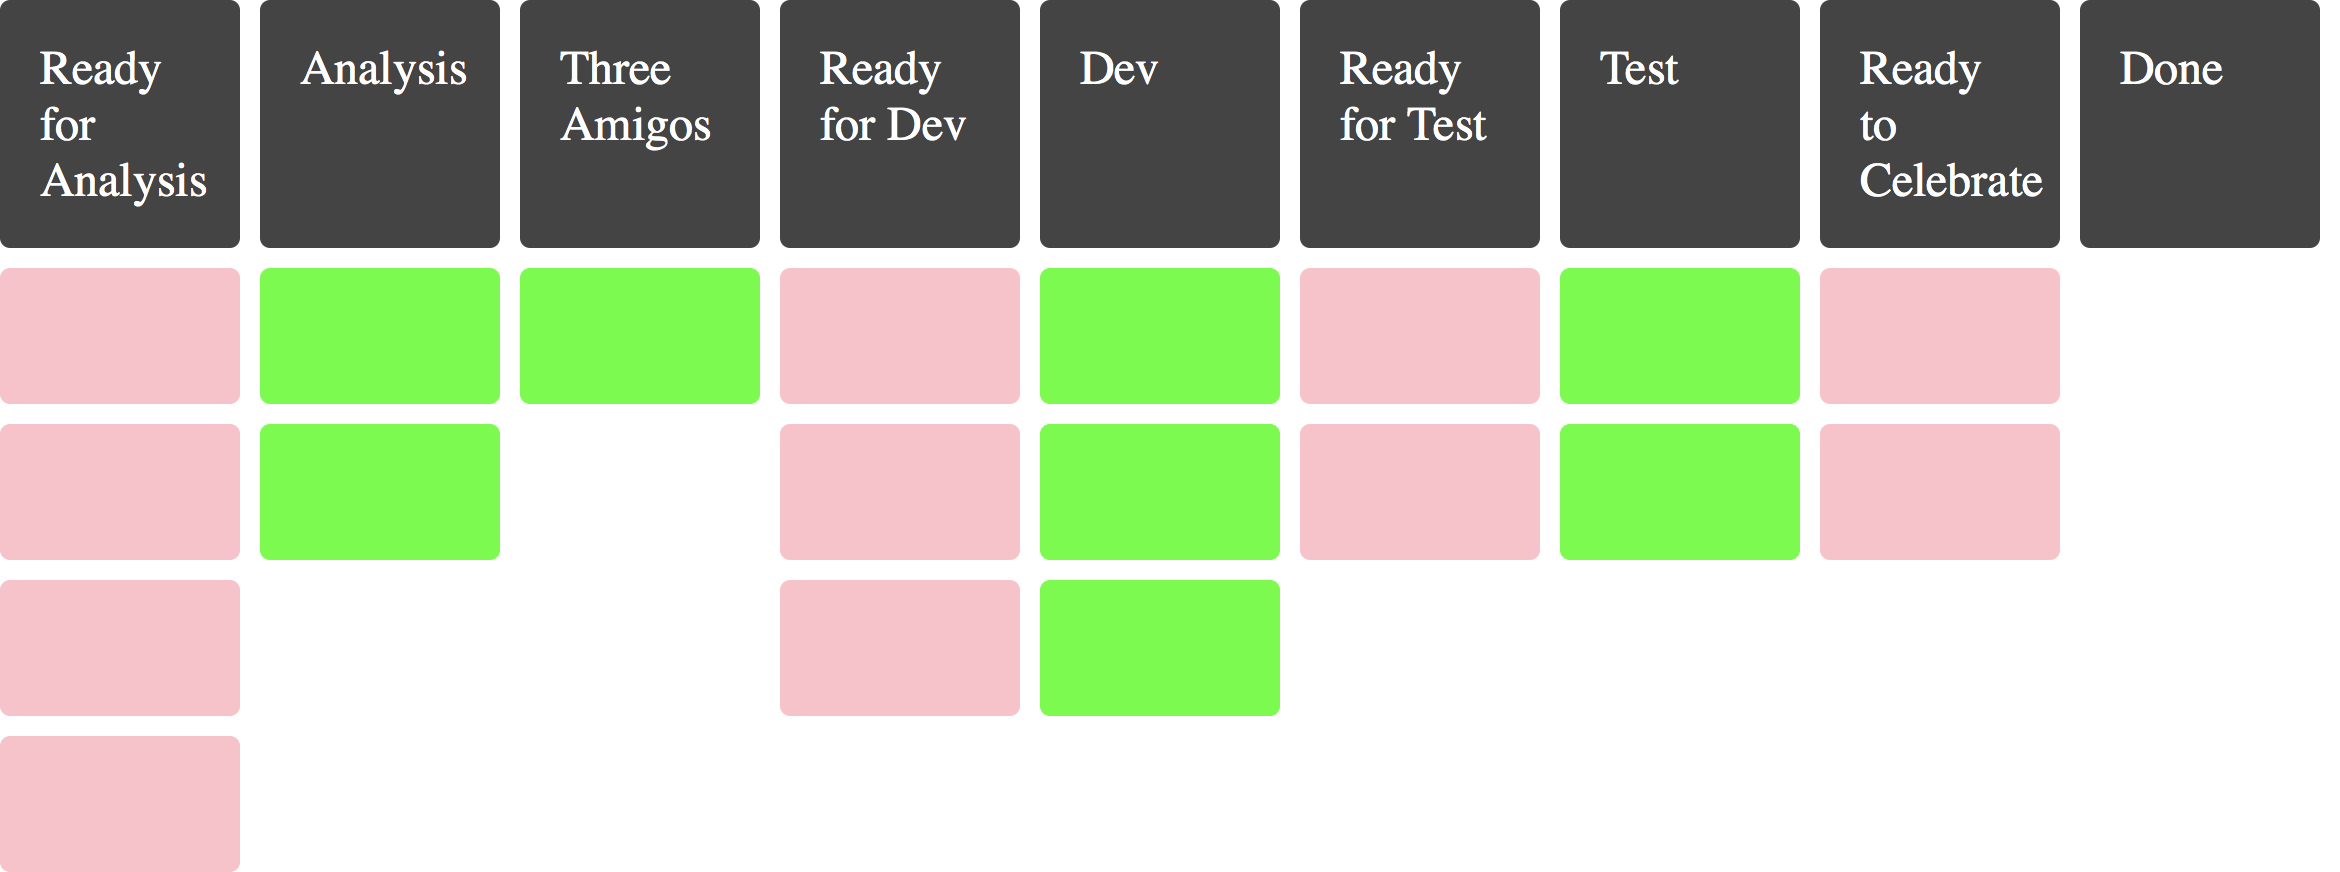 Ready
for
Analysis
Analysis
Three
Amigos
Ready
for Dev
Dev
Ready
for Test
Test
Ready
to
Celebrate
Done